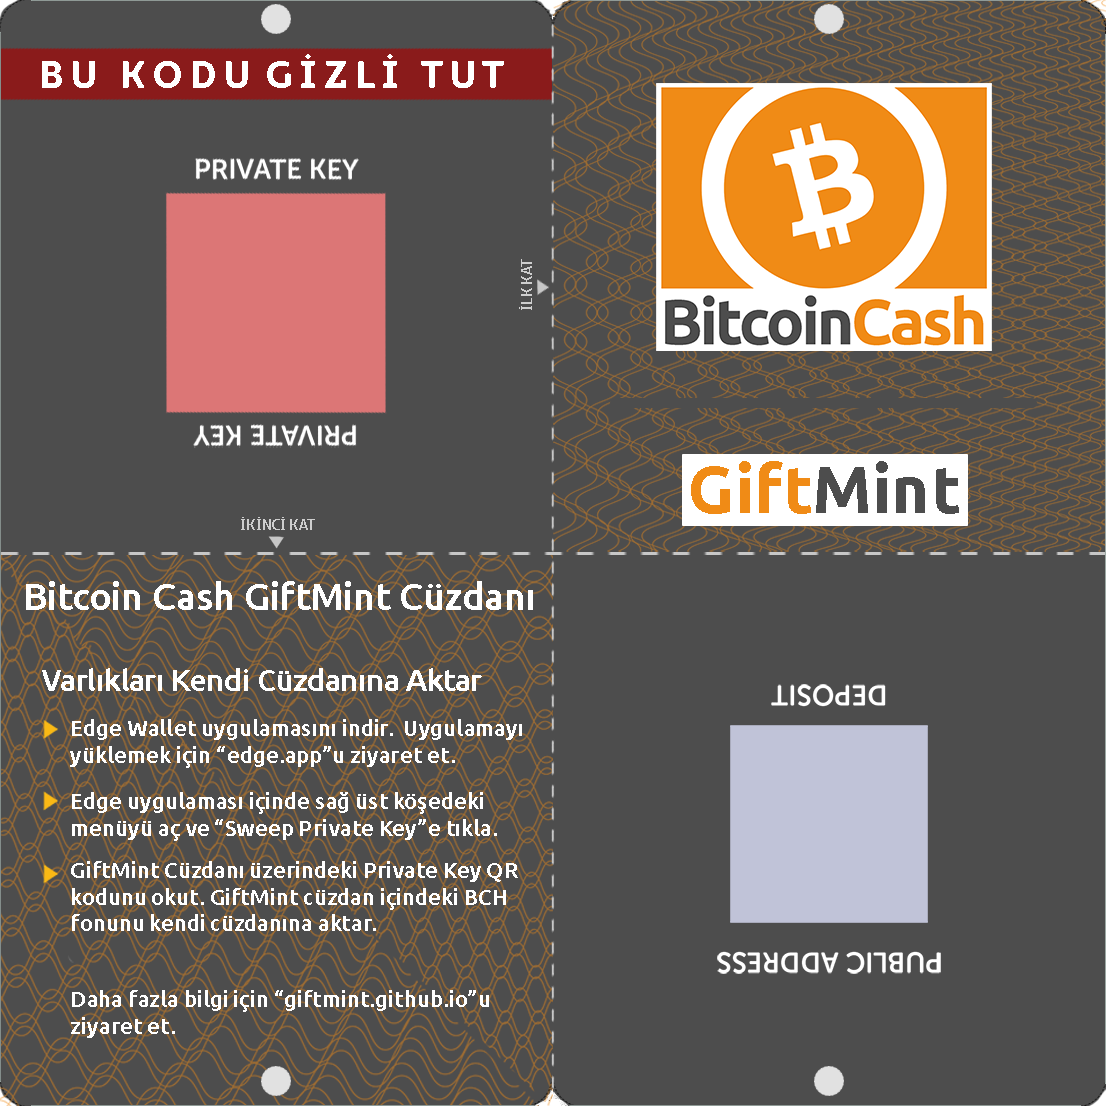 BU KODU GİZLİ TUT
PRIVATE KEY
PRIVATE KEY
İLK KAT
İKİNCİ KAT
BitcoinCash
GiftMint
Bitcoin Cash GiftMint Cüzdanı
Varlıkları Kendi Cüzdanına Aktar
Edge Wallet uygulamasını indir. Uygulamayı
yüklemek için “edge.app”u ziyaret et.
Edge uygulaması içinde sağ üst köşedeki
menüyü aç ve “Sweep Private Key”e tıkla.
GiftMint Cüzdanı üzerindeki Private Key QR
kodunu okut. GiftMint cüzdan içindeki BCH
fonunu kendi cüzdanına aktar.
Daha fazla bilgi için “giftmint.github.io”u
ziyaret et.
DEPOSIT
PUBLIC ADDRESS